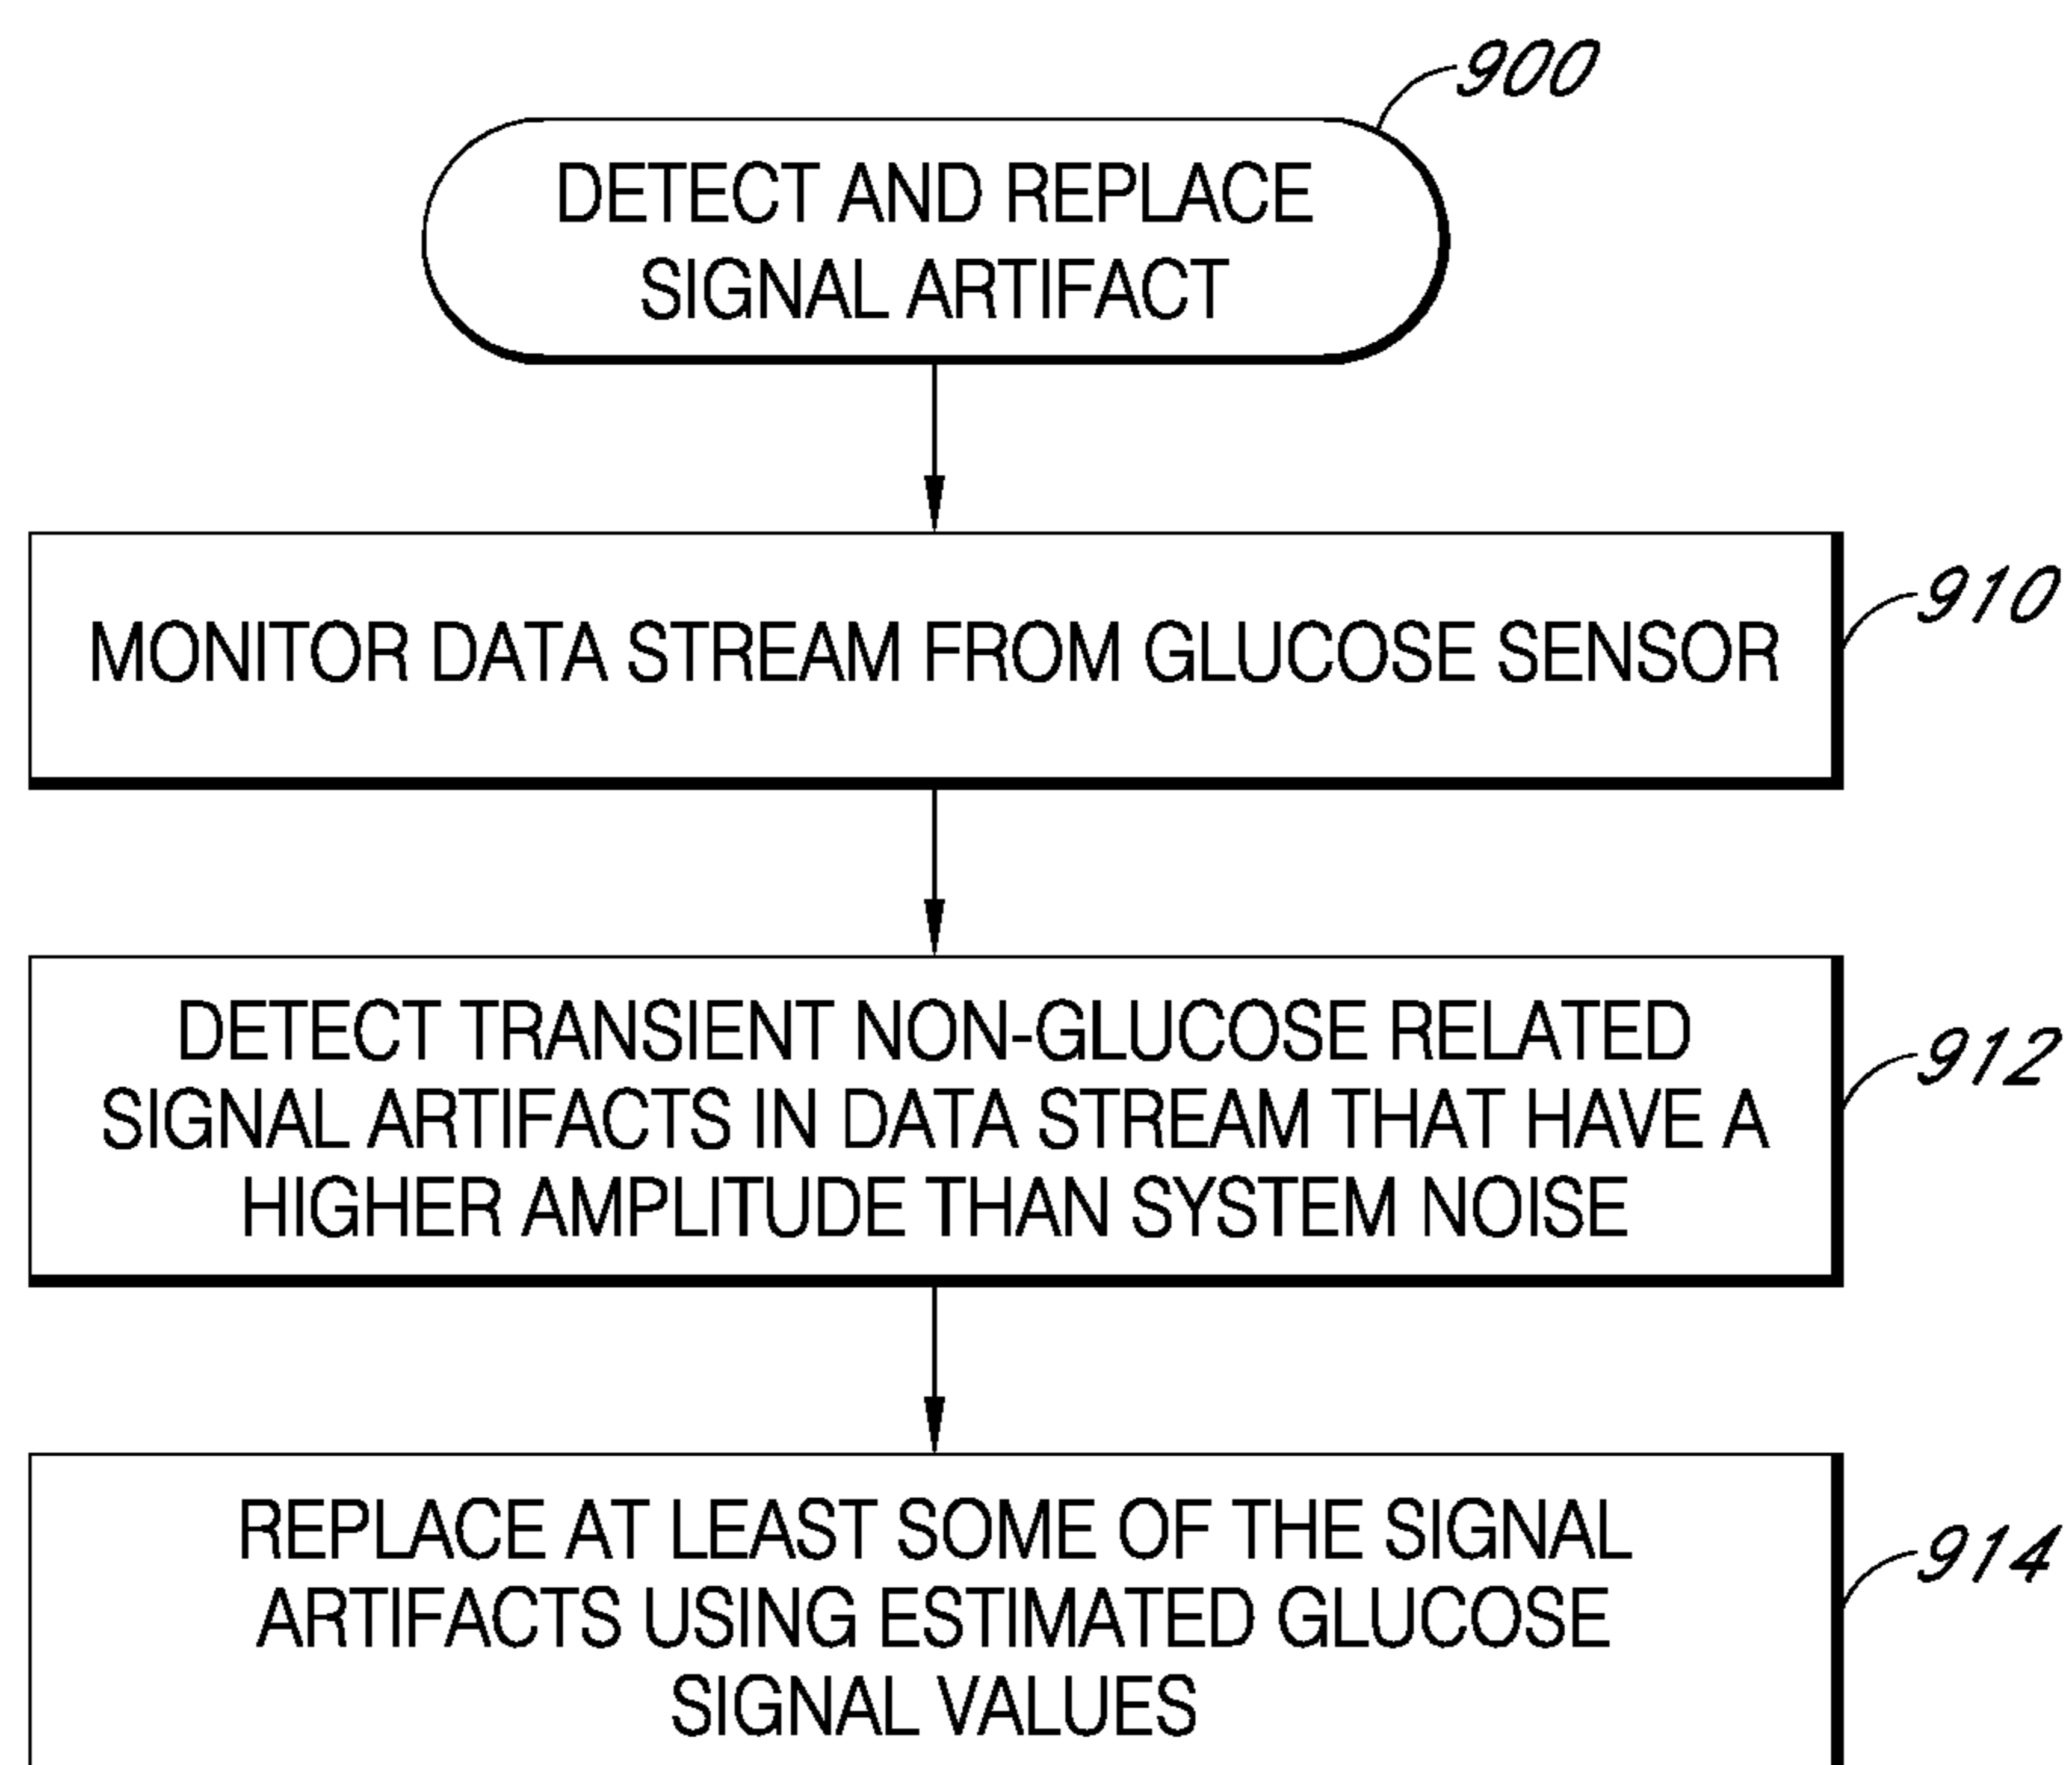 900
DETECT AND REPLACE
SIGNAL ARTIFACT
MONITOR DATA STREAM FROM GLUCOSE SENSOR
910
DETECT TRANSIENT NON-GLUCOSE RELATED
SIGNAL ARTIFACTS IN DATA STREAM THAT HAVE A
HIGHER AMPLITUDE THAN SYSTEM NOISE
912
REPLACE AT LEAST SOME OF THE SIGNAL
ARTIFACTS USING ESTIMATED GLUCOSE
SIGNAL VALUES
914